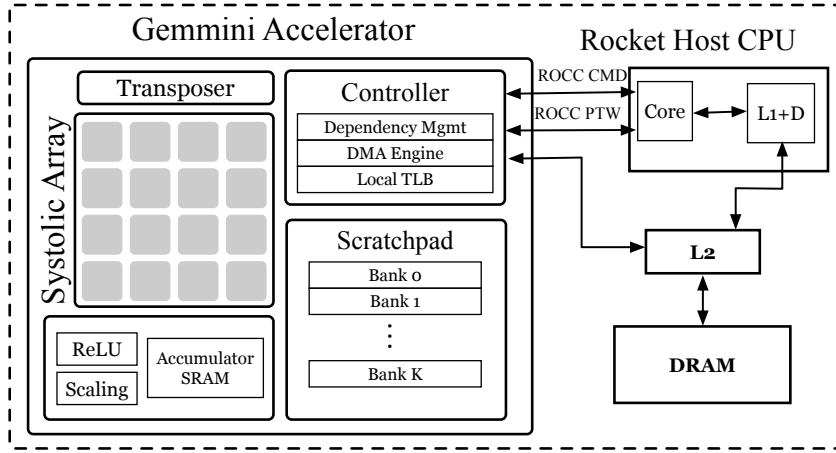 Gemmini Accelerator
Systolic Array
Transposer
ReLU
Scaling
Accumulator
SRAM
Controller
Dependency Mgmt
DMA Engine
Local TLB
Scratchpad
Bank 0
Bank 1
⋮
Bank K
ROCC CMD
ROCC PTW
Rocket Host CPU
Core
L1+D
L2
DRAM